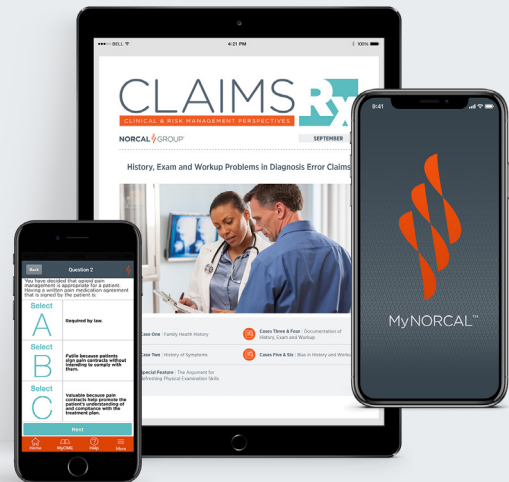 BELL
4:21 PM
100%
CLAIMS Rx
CLINICAL & RISK MANAGEMENT PERSPECTIVES
NORCAL GROUP
SEPTEMBER
History, Exam and Workup Problems in Diagnosis Error Claims
Case One | Family Health History
Cases Three & Four | Documentation of
History, Exam and Workup
Case Two | History of Symptoms
Cases Five & Six | Bias in History and Workup
Special Feature | The Argument for
Refreshing Physical Examination Skills
Back
Question 2
You have decided that opioid pain
management is appropriate for a patient.
Having a written pain medication agreement
that is signed by the patient is:
Select
A
Required by law.
Select
B
Futile because patients
sign pain contracts without
intending to comply with
them.
Select
C
Valuable because pain
contracts help promote the
patient's understanding of
and compliance with the
treatment plan.
Next
Home
MyCME
Help
More
9:41
MyNORCAL™